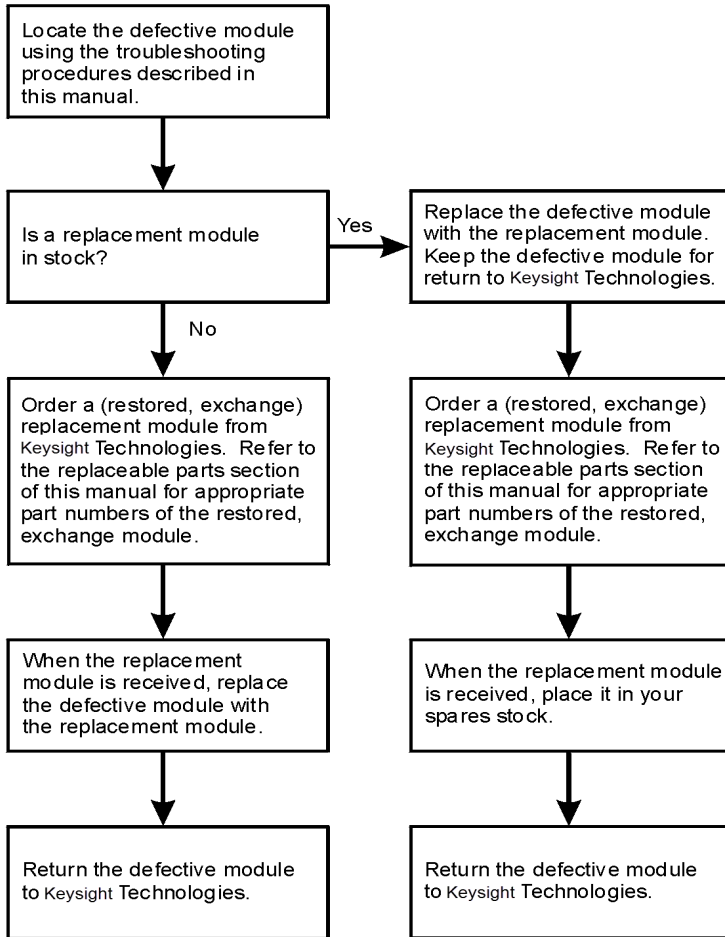 Locate the defective module
using the troubleshooting
procedures described in
this manual.
Is a replacement module
in stock?
Yes
Replace the defective module
with the replacement module.
Keep the defective module for
return to Keysight Technologies.
No
Order a (restored, exchange)
replacement module from
Keysight Technologies. Refer to
the replaceable parts section
of this manual for appropriate
part numbers of the restored,
exchange module.
Order a (restored, exchange)
replacement module from
Keysight Technologies. Refer to
the replaceable parts section
of this manual for appropriate
part numbers of the restored,
exchange module.
When the replacement
module is received, replace
the defective module with
the replacement module.
When the replacement module
is received, place it in your
spares stock.
Return the defective module
to Keysight Technologies.
Return the defective module
to Keysight Technologies.